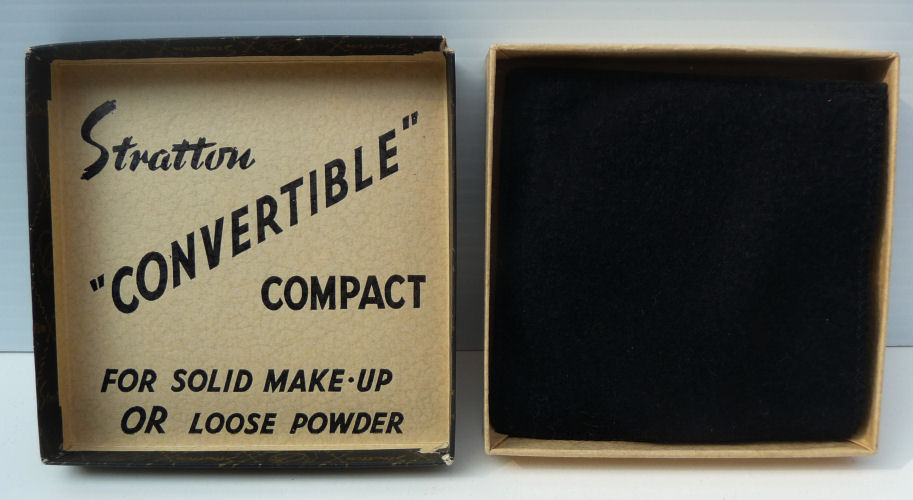 Stratton
"CONVERTIBLE"
COMPACT
FOR SOLID MAKE-UP
OR LOOSE POWDER